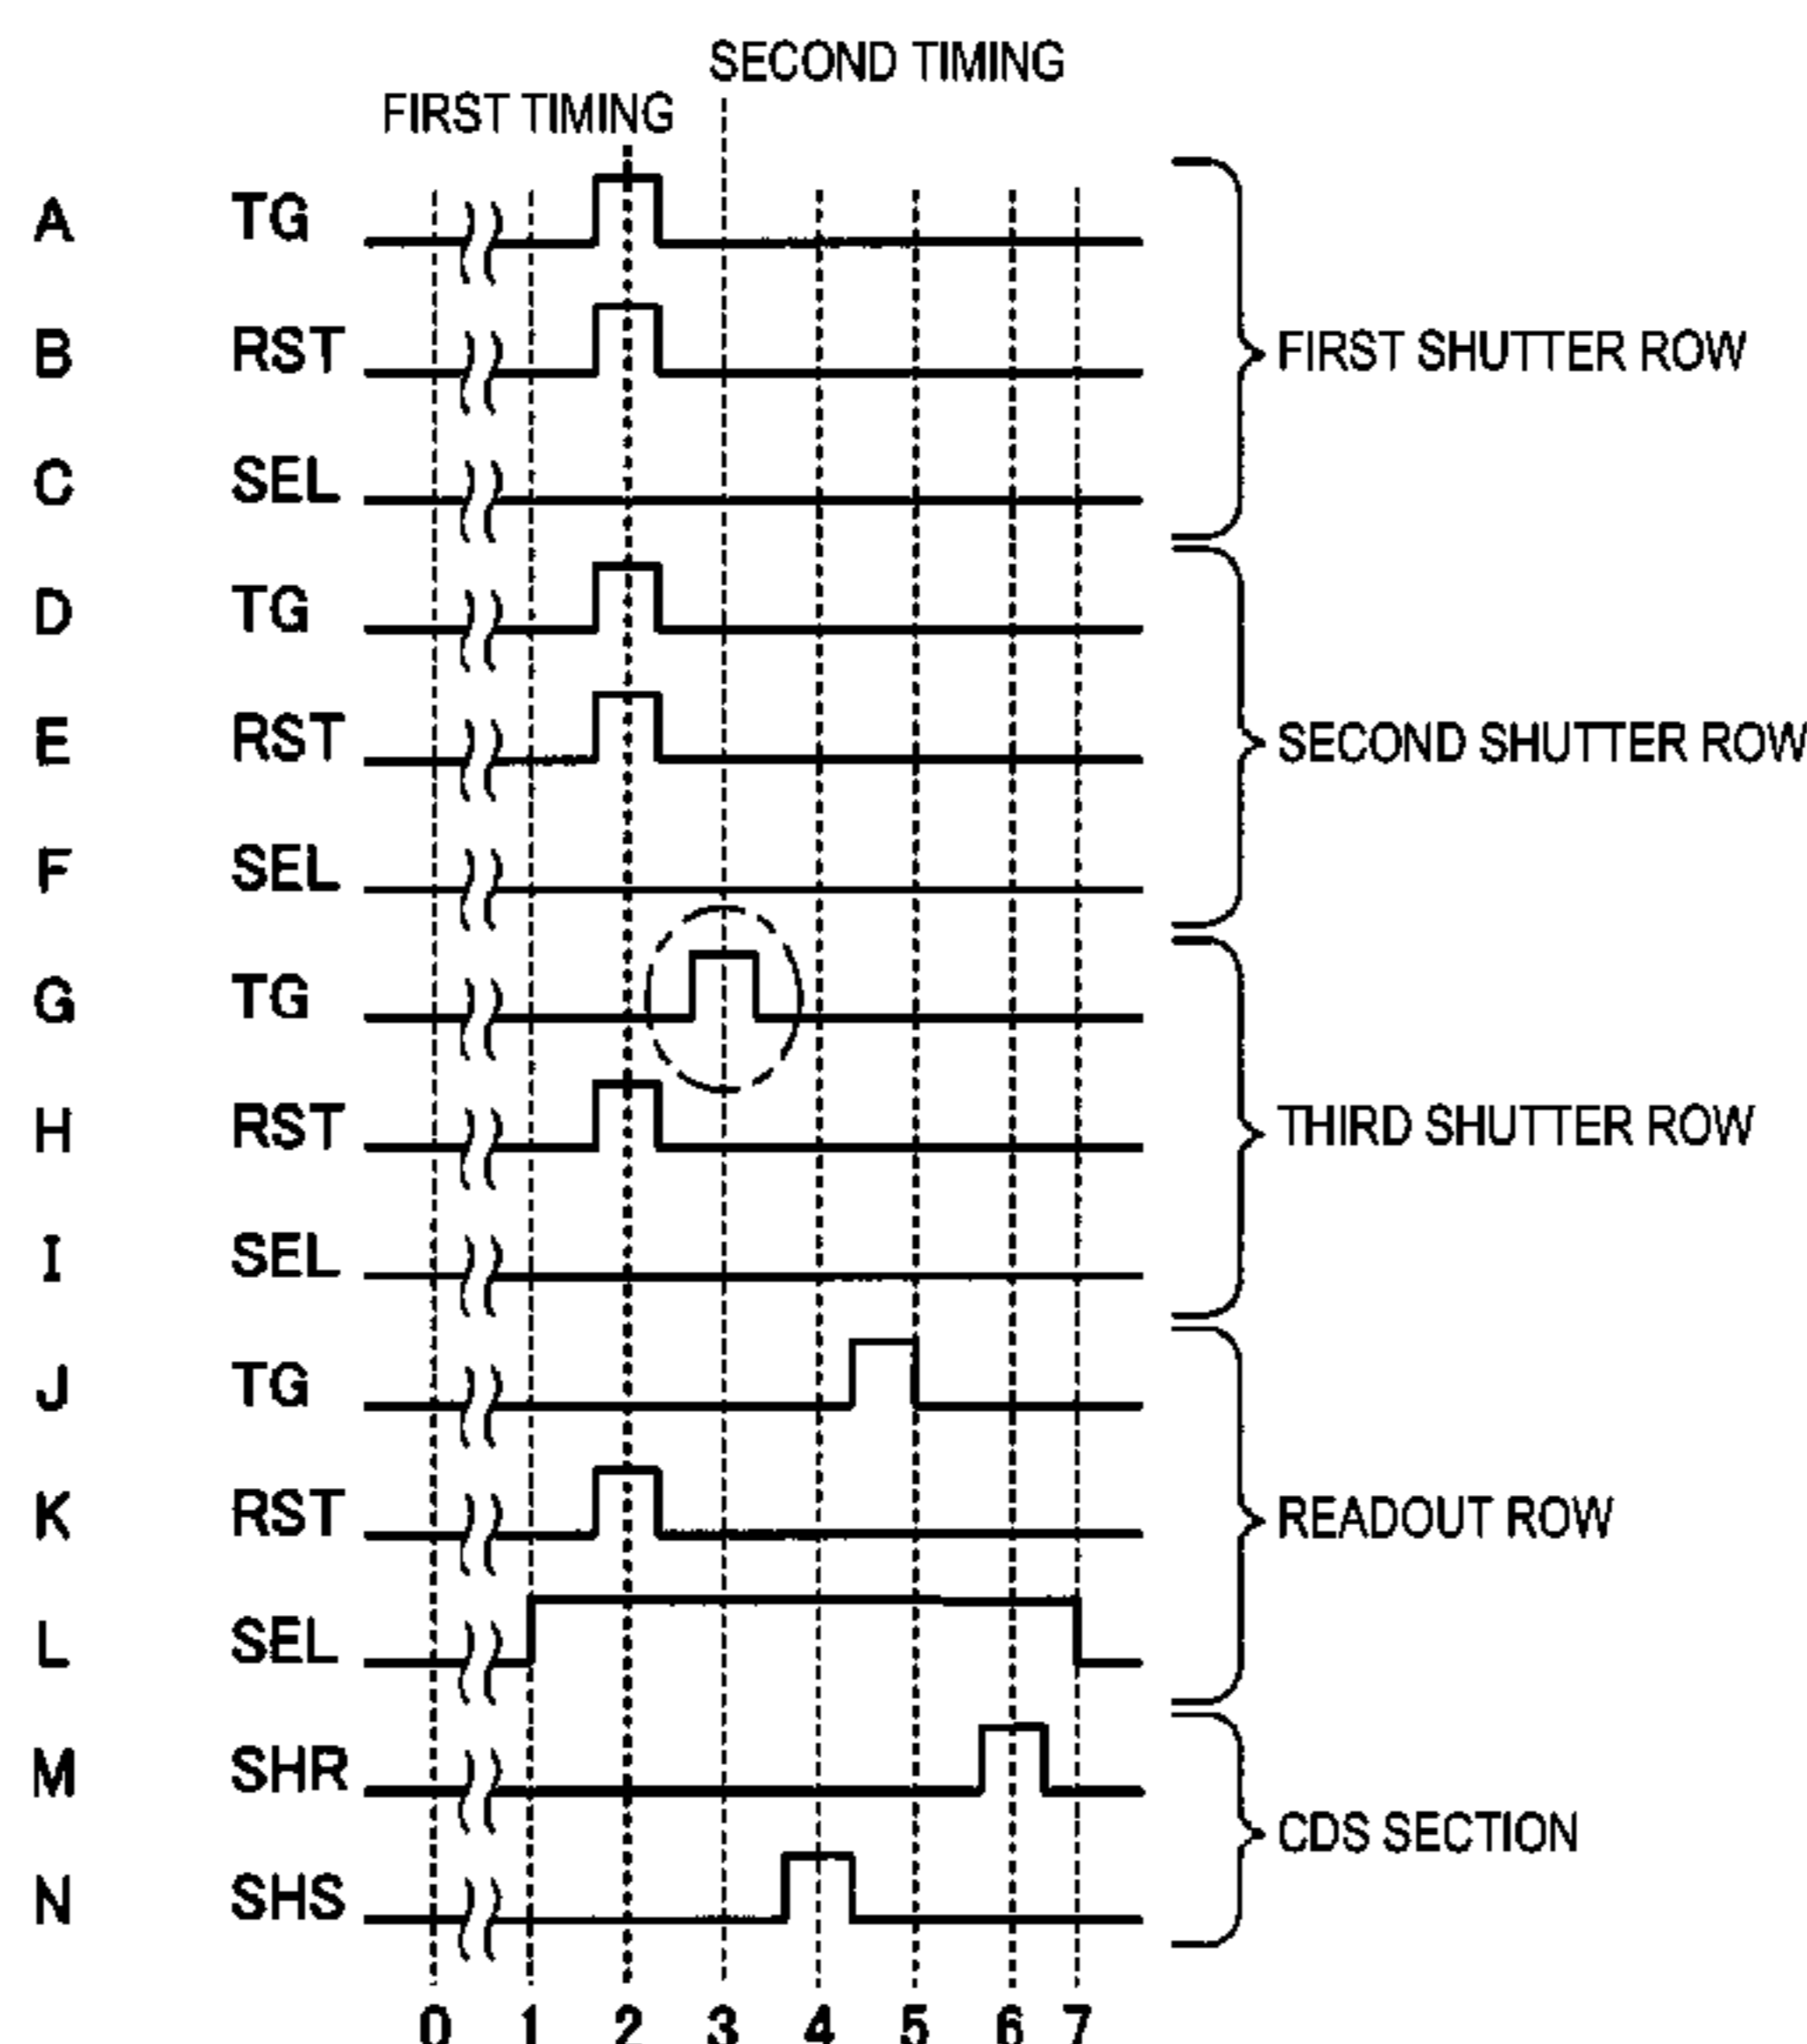 SECOND TIMING
FIRST TIMING
A TG
B RST
FIRST SHUTTER ROW
C SEL
D TG
E RST
SECOND SHUTTER ROW
F SEL
G TG
H RST
THIRD SHUTTER ROW
I SEL
J TG
K RST
READOUT ROW
L SEL
M SHR
CDS SECTION
N SHS
0 1 2 3 4 5 6 7